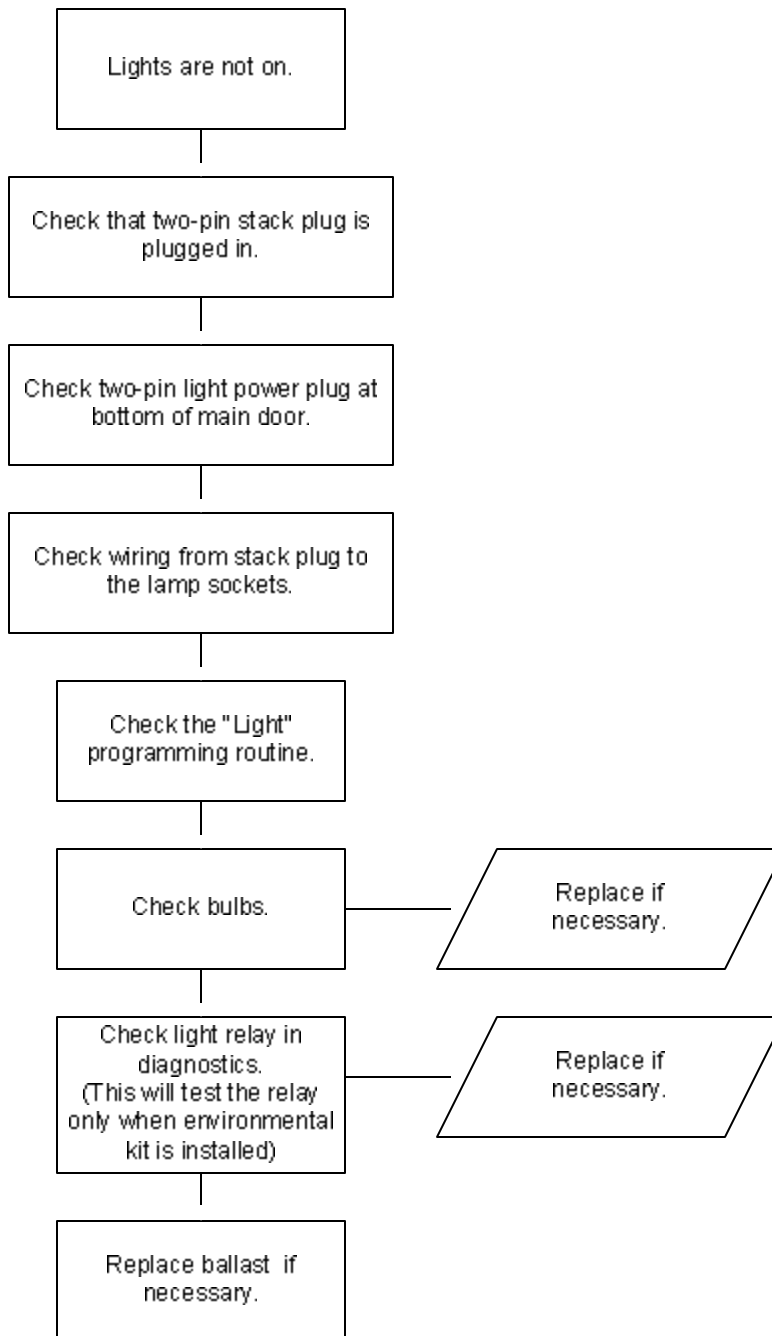 Lights are not on.
Check that two-pin stack plug is
plugged in.
Check two-pin light power plug at
bottom of main door.
Check wiring from stack plug to
the lamp sockets.
Check the "Light"
programming routine.
Check bulbs.
Replace if
necessary.
Check light relay in
diagnostics.
(This will test the relay
only when environmental
kit is installed)
Replace if
necessary.
Replace ballast if
necessary.